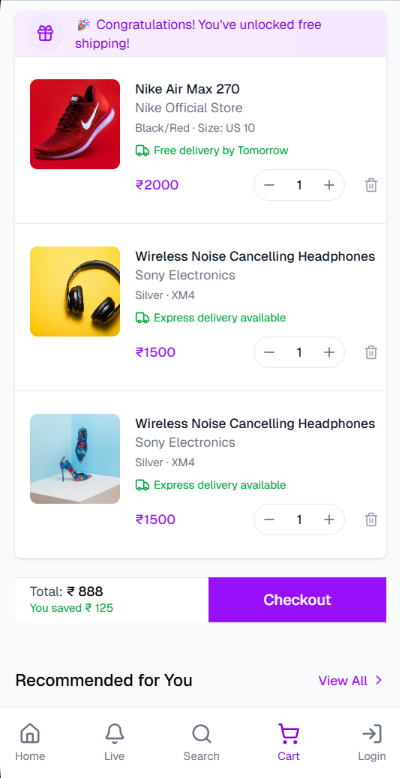 🎉 Congratulations! You've unlocked free
shipping!
Nike Air Max 270
Nike Official Store
Black/Red · Size: US 10
Free delivery by Tomorrow
₹2000
− 1 +
Wireless Noise Cancelling Headphones
Sony Electronics
Silver · XM4
Express delivery available
₹1500
− 1 +
Wireless Noise Cancelling Headphones
Sony Electronics
Silver · XM4
Express delivery available
₹1500
− 1 +
Total: ₹ 888
You saved ₹ 125
Checkout
Recommended for You
View All
Home
Live
Search
Cart
Login